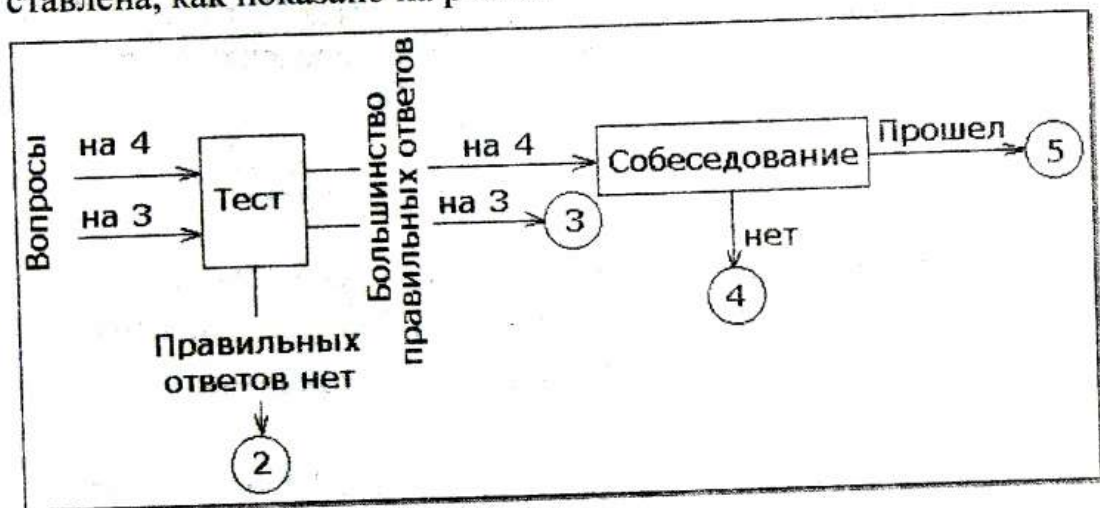 ставлена, как показано на
Вопросы
на 4
на 3
Тест
Большинство
правильных ответов
на 4
на 3
3
Собеседование
Прошел
5
нет
4
Правильных
ответов нет
2